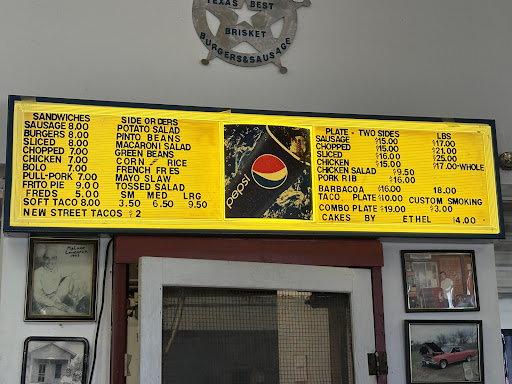 TEXAS BEST
BRISKET
BURGERS&SAUSAGE
SANDWICHES
SAUSAGE 8.00
BURGERS 8.00
SLICED 8.00
CHOPPED 7.00
CHICKEN 7.00
BOLO 7.00
PULL-PORK 7.00
FRITO PIE 9.00
FREDS 5.00
SOFT TACO 8.00
NEW STREET TACOS $2
SIDE ORDERS
POTATO SALAD
PINTO BEANS
MACARONI SALAD
GREEN BEANS
CORN RICE
FRENCH FRIES
MAYO SLAW
TOSSED SALAD
SM MED LRG
3.50 6.50 9.50
pepsi
PLATE - TWO SIDES LBS
SAUSAGE $15.00 $17.00
CHOPPED $15.00 $21.00
SLICED $16.00 $25.00
CHICKEN $15.00 $17.00-WHOLE
CHICKEN SALAD $9.50
PORK RIB $16.00
BARBACOA $16.00 18.00
TACO PLATE $10.00 CUSTOM SMOKING
COMBO PLATE $19.00 $3.00
CAKES BY ETHEL $4.00